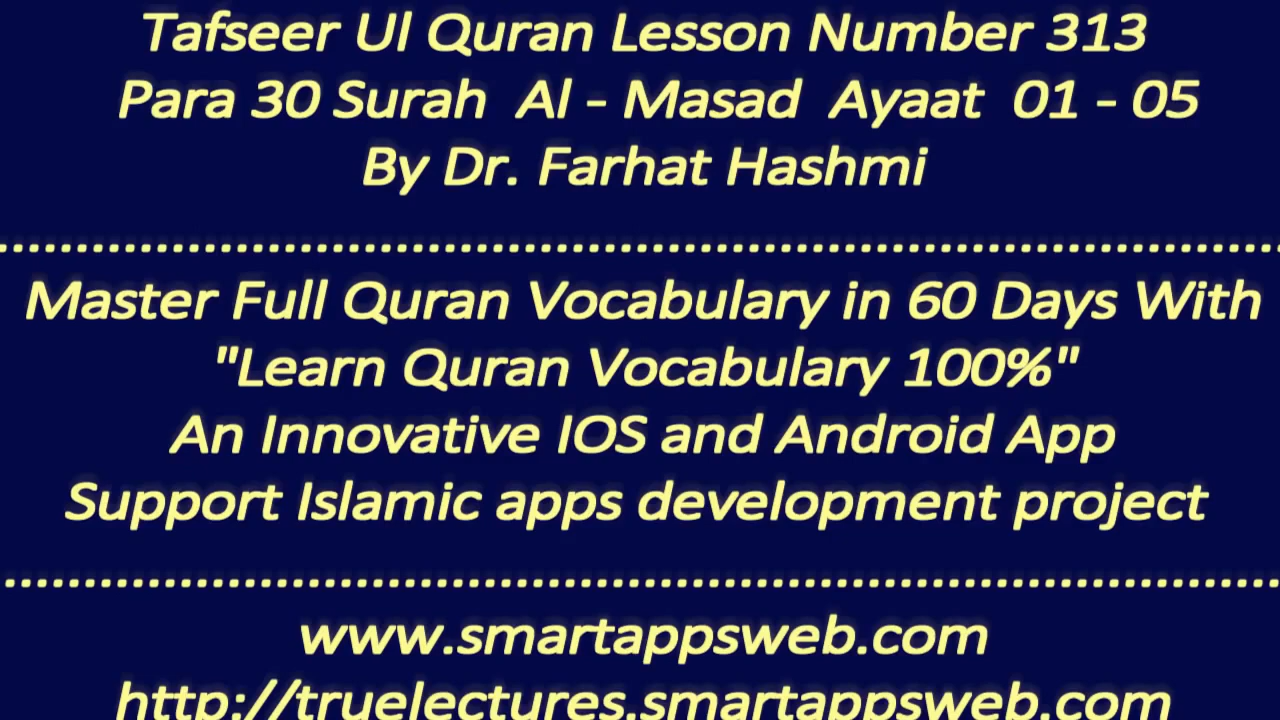 Tafseer Ul Quran Lesson Number 313
Para 30 Surah Al - Masad Ayaat 01 - 05
By Dr. Farhat Hashmi
Master Full Quran Vocabulary in 60 Days With
"Learn Quran Vocabulary 100%"
An Innovative IOS and Android App
Support Islamic apps development project
www.smartappsweb.com
http://truelectures.smartappsweb.com